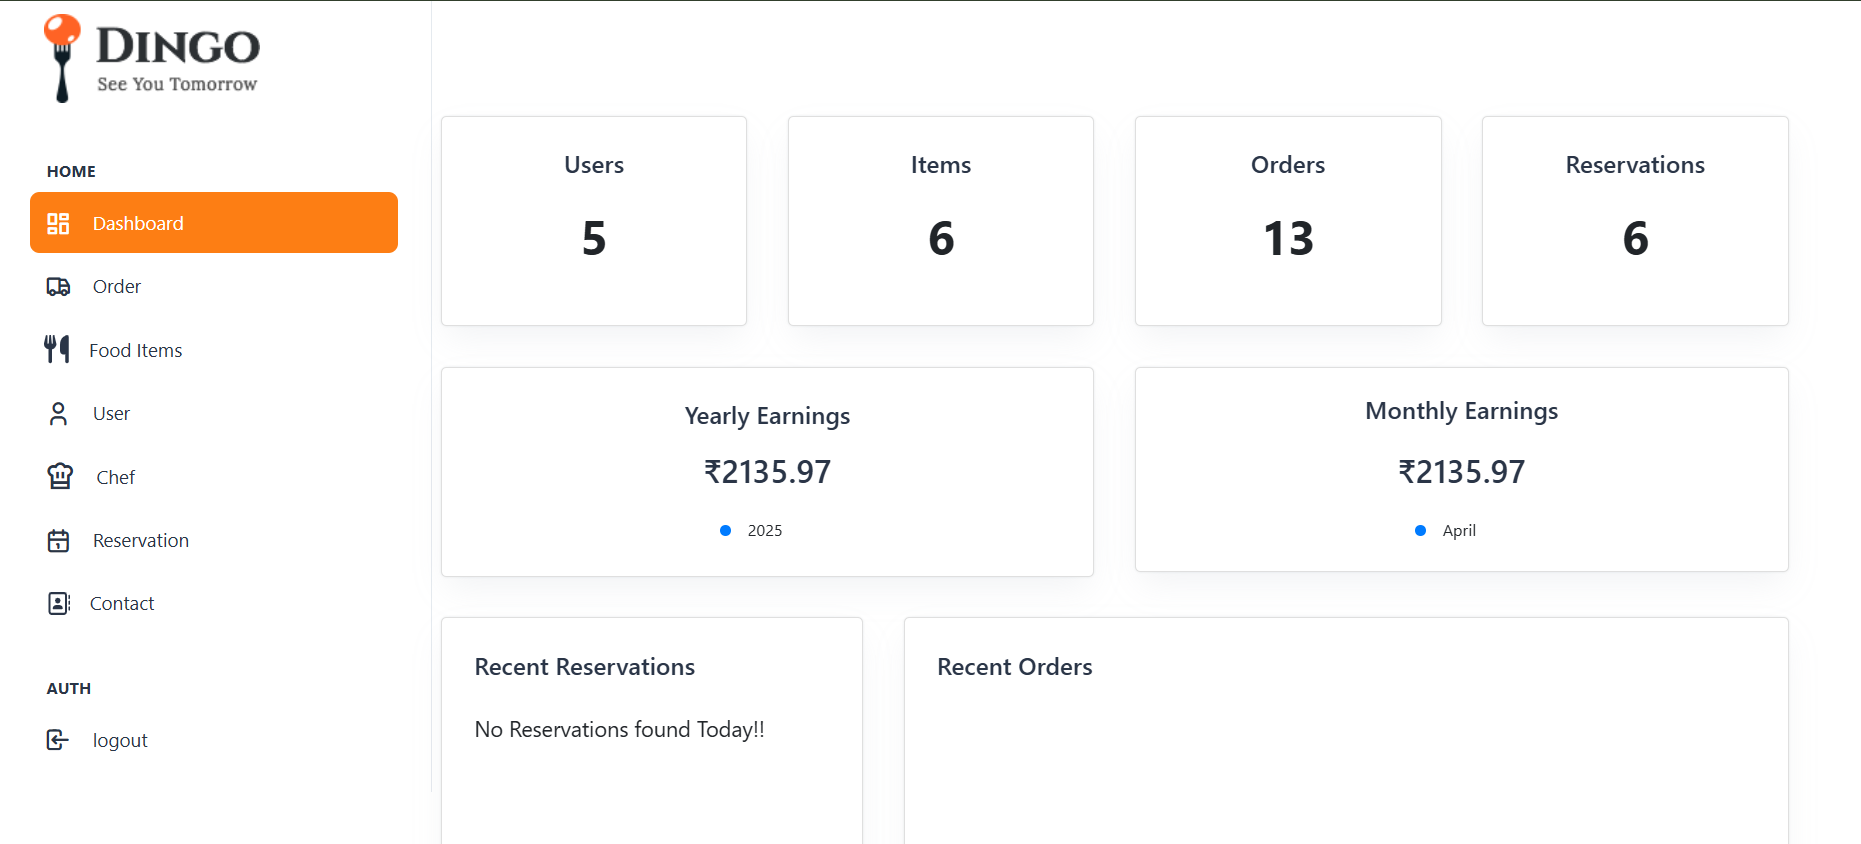 DINGO
See You Tomorrow
HOME
Dashboard
Order
Food Items
User
Chef
Reservation
Contact
AUTH
logout
Users
5
Items
6
Orders
13
Reservations
6
Yearly Earnings
₹2135.97
2025
Monthly Earnings
₹2135.97
April
Recent Reservations
No Reservations found Today!!
Recent Orders